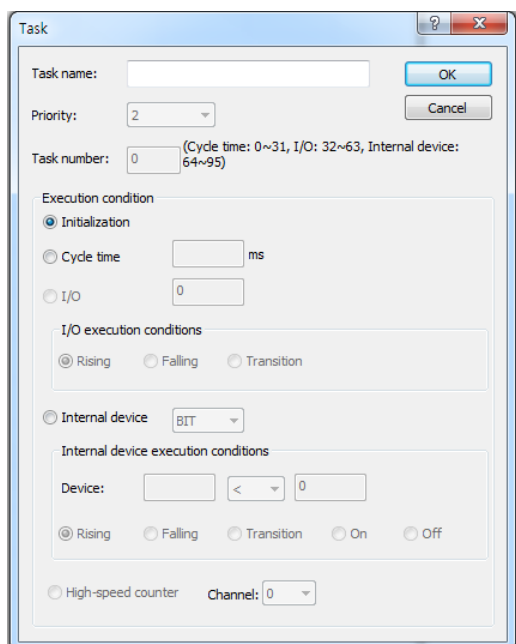 Task
Task name:
OK
Priority: 2
Cancel
Task number: 0 (Cycle time: 0~31, I/O: 32~63, Internal device:
64~95)
Execution condition
Initialization
Cycle time ms
I/O 0
I/O execution conditions
Rising Falling Transition
Internal device BIT
Internal device execution conditions
Device: < 0
Rising Falling Transition On Off
High-speed counter Channel: 0